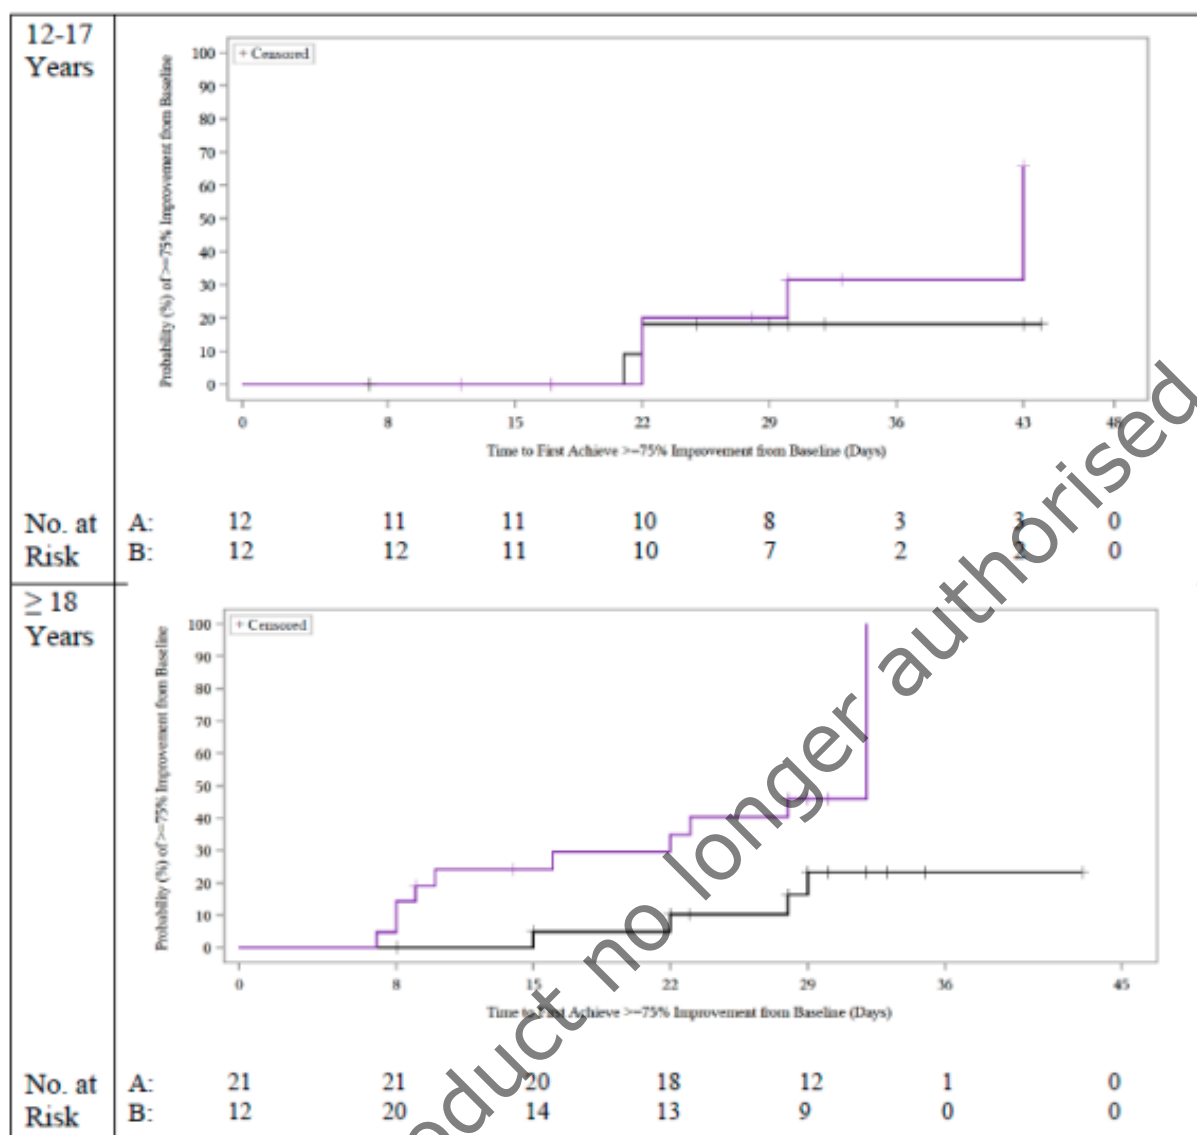 12-17
Years
+ Censored
Probability (%) of >=75% Improvement from Baseline
100
90
80
70
60
50
40
30
20
10
0
0 8 15 22 29 36 43 48
Time to First Achieve >=75% Improvement from Baseline (Days)
No. at
Risk
A: 12 11 11 10 8 3 3 0
B: 12 12 11 10 7 2 2 0
≥ 18
Years
+ Censored
Probability (%) of >=75% Improvement from Baseline
100
90
80
70
60
50
40
30
20
10
0
0 8 15 22 29 36 45
Time to First Achieve >=75% Improvement from Baseline (Days)
No. at
Risk
A: 21 21 20 18 12 1 0
B: 12 20 14 13 9 0 0
oduct no longer authorised